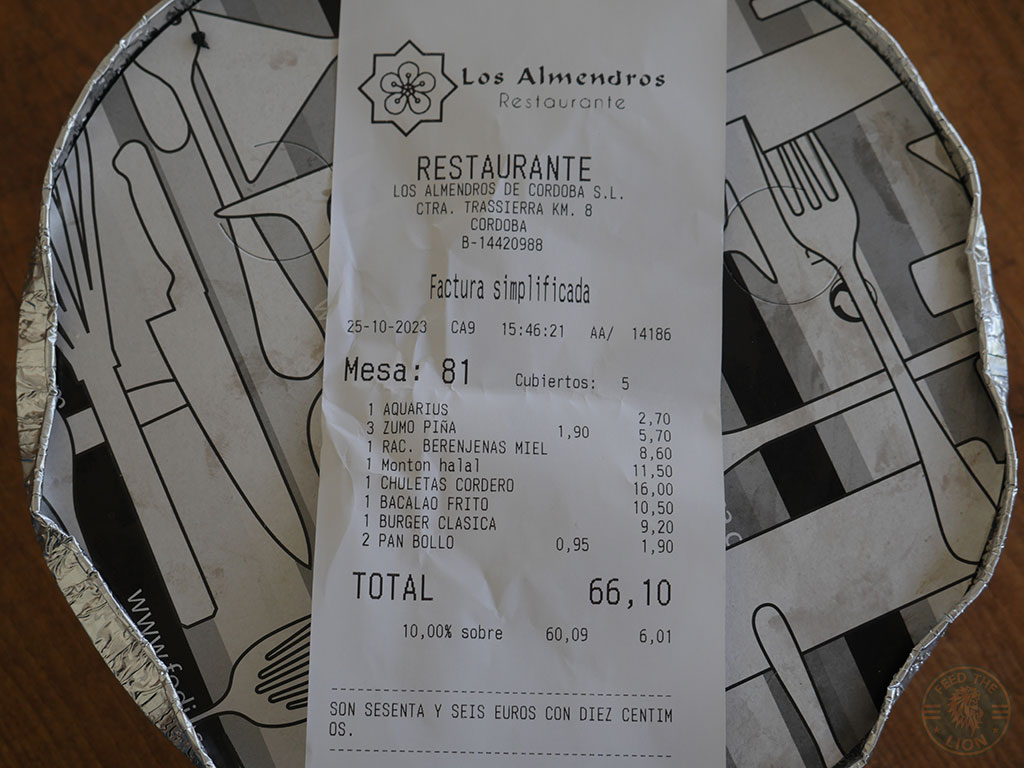 Los Almendros
Restaurante
RESTAURANTE
LOS ALMENDROS DE CORDOBA S.L.
CTRA. TRASSIERRA KM. 8
CORDOBA
B-14420988
Factura simplificada
25-10-2023 CA9 15:46:21 AA/ 14186
Mesa: 81 Cubiertos: 5
1 AQUARIUS 2,70
3 ZUMO PIÑA 1,90 5,70
1 RAC. BERENJENAS MIEL 8,60
1 Monton halal 11,50
1 CHULETAS CORDERO 16,00
1 BACALAO FRITO 10,50
1 BURGER CLASICA 9,20
2 PAN BOLLO 0,95 1,90
TOTAL 66,10
10,00% sobre 60,09 6,01
SON SESENTA Y SEIS EUROS CON DIEZ CENTIM
OS.
FEED THE
LION